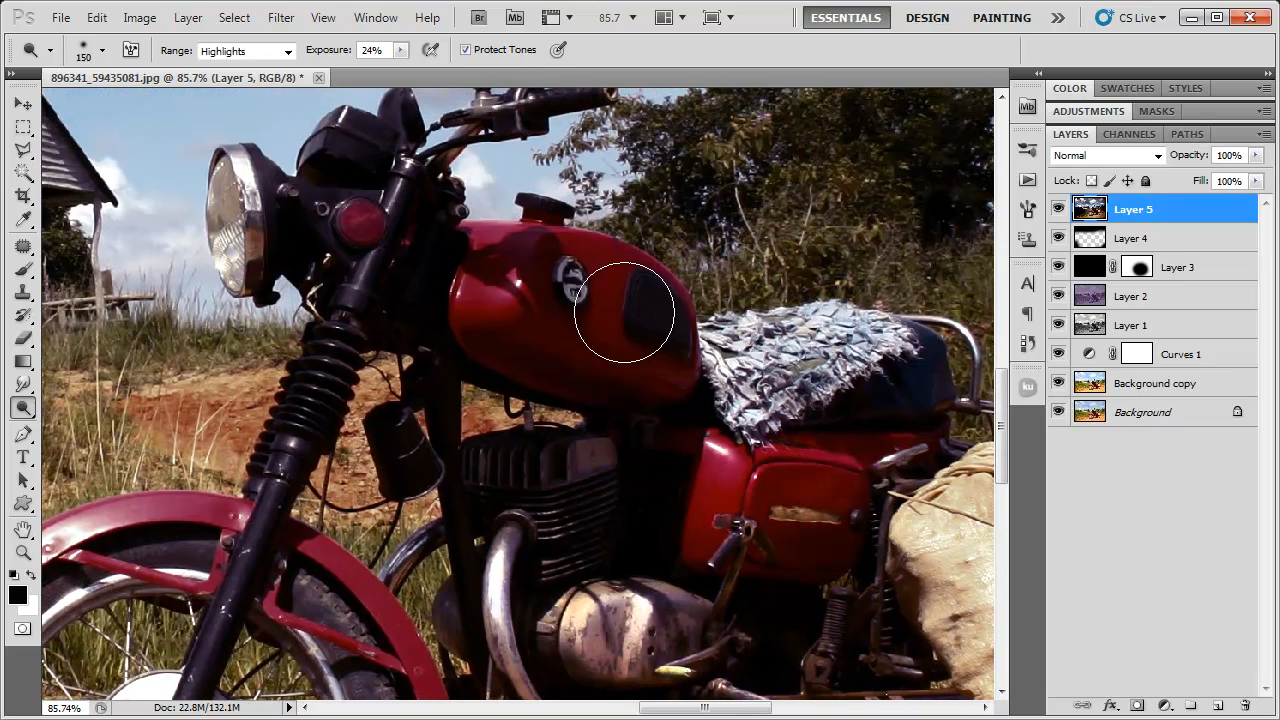 Ps File Edit Image Layer Select Filter View Window Help Br Mb 85.7 ESSENTIALS DESIGN PAINTING CS Live
150 Range: Highlights Exposure: 24% Protect Tones
896341_59435081.jpg @ 85.7% (Layer 5, RGB/8) *
COLOR SWATCHES STYLES
Mb ADJUSTMENTS MASKS
LAYERS CHANNELS PATHS
Normal Opacity: 100%
Lock: Fill: 100%
Layer 5
Layer 4
Layer 3
Layer 2
Layer 1
Curves 1
Background copy
Background
ku
85.74% Doc: 22.8M/132.1M